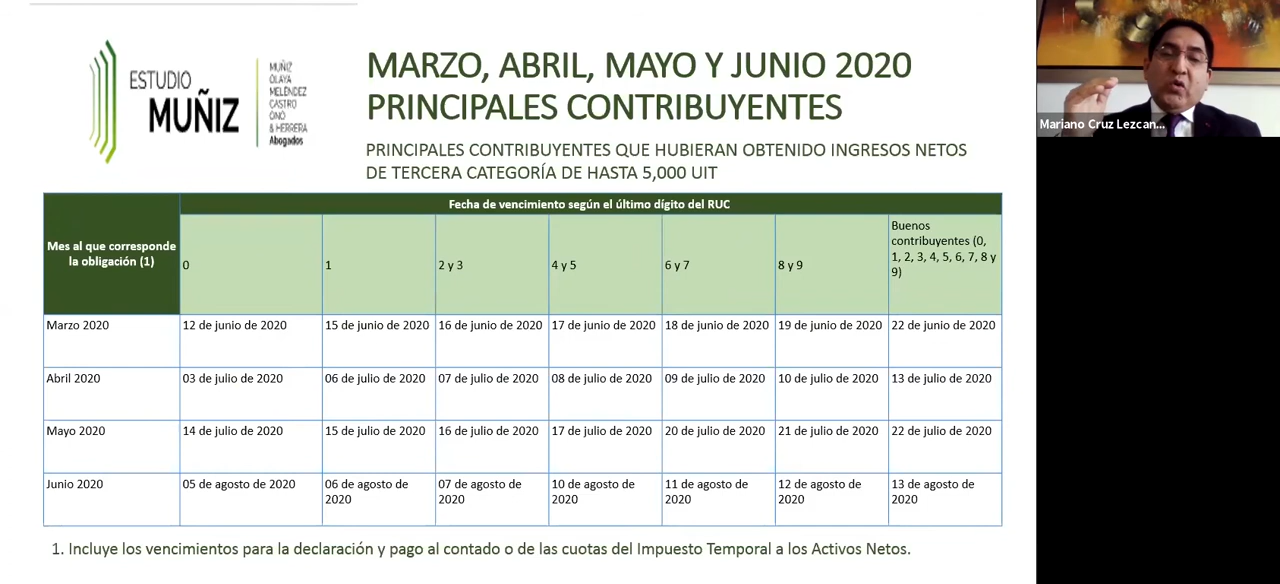 ESTUDIO
MUÑIZ
MUÑIZ
OLAYA
MELÉNDEZ
CASTRO
ONO
& HERRERA
Abogados
MARZO, ABRIL, MAYO Y JUNIO 2020
PRINCIPALES CONTRIBUYENTES
PRINCIPALES CONTRIBUYENTES QUE HUBIERAN OBTENIDO INGRESOS NETOS
DE TERCERA CATEGORÍA DE HASTA 5,000 UIT
Mariano Cruz Lezcan...
Mes al que corresponde
la obligación (1)
Fecha de vencimiento según el último dígito del RUC
0
1
2 y 3
4 y 5
6 y 7
8 y 9
Buenos
contribuyentes (0,
1, 2, 3, 4, 5, 6, 7, 8 y
9)
Marzo 2020 12 de junio de 2020 15 de junio de 2020 16 de junio de 2020 17 de junio de 2020 18 de junio de 2020 19 de junio de 2020 22 de junio de 2020
Abril 2020 03 de julio de 2020 06 de julio de 2020 07 de julio de 2020 08 de julio de 2020 09 de julio de 2020 10 de julio de 2020 13 de julio de 2020
Mayo 2020 14 de julio de 2020 15 de julio de 2020 16 de julio de 2020 17 de julio de 2020 20 de julio de 2020 21 de julio de 2020 22 de julio de 2020
Junio 2020 05 de agosto de 2020 06 de agosto de 2020 07 de agosto de 2020 10 de agosto de 2020 11 de agosto de 2020 12 de agosto de 2020 13 de agosto de 2020
1. Incluye los vencimientos para la declaración y pago al contado o de las cuotas del Impuesto Temporal a los Activos Netos.